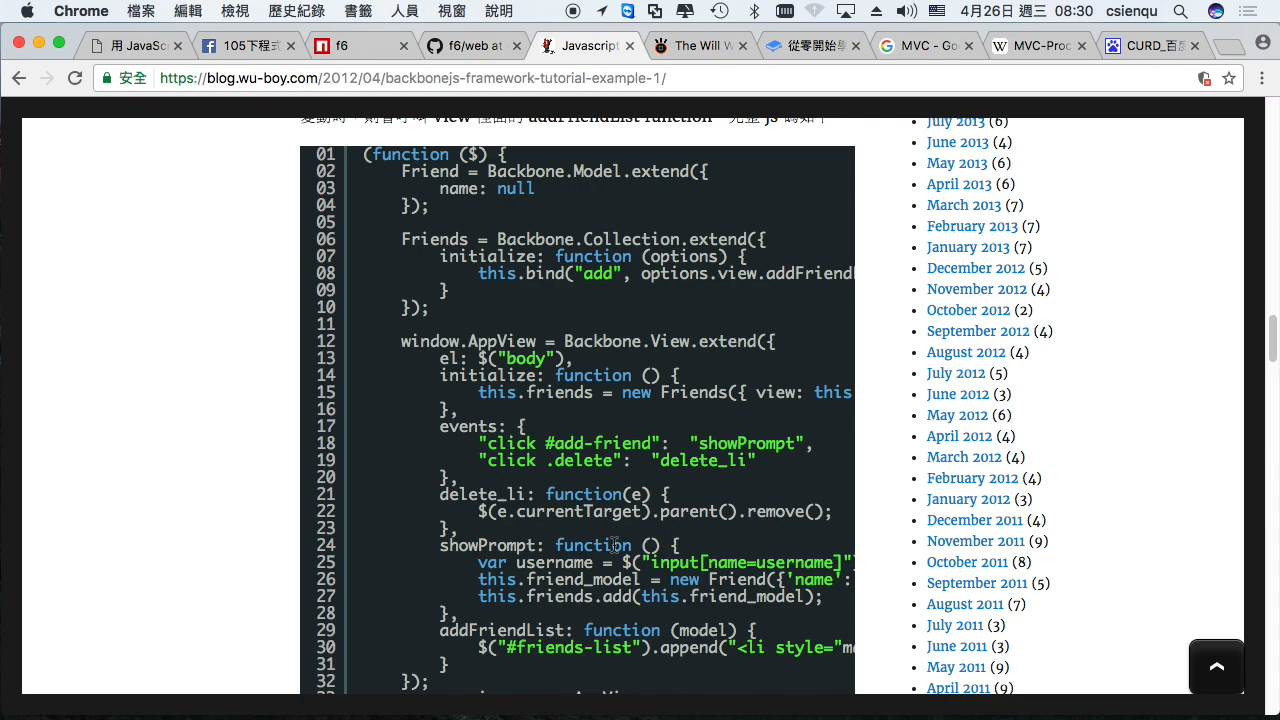 Chrome 檔案 編輯 檢視 歷史紀錄 書籤 人員 視窗 說明 4月26日 週三 08:30 csienqu
用 JavaSc
105下程式
f6
f6/web at
Javascript
The Will W
從零開始學
MVC - Go
MVC-Proc
CURD_百度
安全 https://blog.wu-boy.com/2012/04/backbonejs-framework-tutorial-example-1/
01 (function ($) {
02 Friend = Backbone.Model.extend({
03 name: null
04 });
05
06 Friends = Backbone.Collection.extend({
07 initialize: function (options) {
08 this.bind("add", options.view.addFriendL
09 }
10 });
11
12 window.AppView = Backbone.View.extend({
13 el: $("body"),
14 initialize: function () {
15 this.friends = new Friends({ view: this
16 },
17 events: {
18 "click #add-friend": "showPrompt",
19 "click .delete": "delete_li"
20 },
21 delete_li: function(e) {
22 $(e.currentTarget).parent().remove();
23 },
24 showPrompt: function () {
25 var username = $("input[name=username]")
26 this.friend_model = new Friend({'name':
27 this.friends.add(this.friend_model);
28 },
29 addFriendList: function (model) {
30 $("#friends-list").append("<li style="m
31 }
32 });
July 2013 (6)
June 2013 (4)
May 2013 (6)
April 2013 (6)
March 2013 (7)
February 2013 (7)
January 2013 (7)
December 2012 (5)
November 2012 (4)
October 2012 (2)
September 2012 (4)
August 2012 (4)
July 2012 (5)
June 2012 (3)
May 2012 (6)
April 2012 (4)
March 2012 (4)
February 2012 (4)
January 2012 (3)
December 2011 (4)
November 2011 (9)
October 2011 (8)
September 2011 (5)
August 2011 (7)
July 2011 (3)
June 2011 (4)
May 2011 (9)
April 2011 (9)